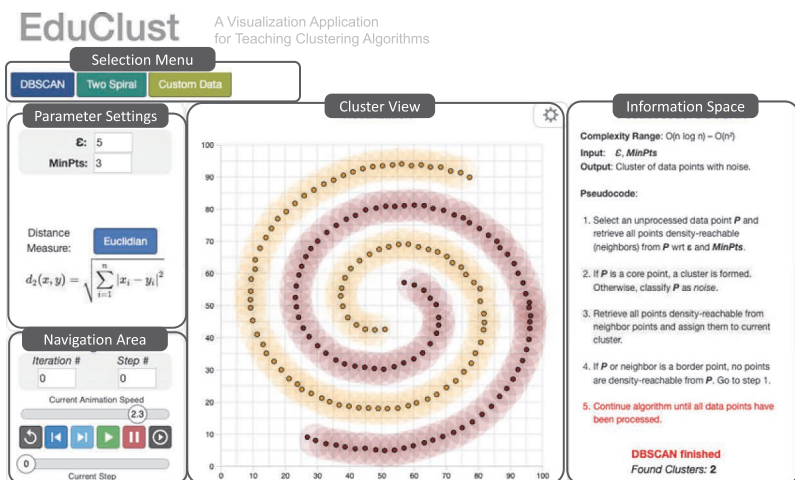 EduClust
A Visualization Application
for Teaching Clustering Algorithms
Selection Menu
DBSCAN
Two Spiral
Custom Data
Parameter Settings
ε: 5
MinPts: 3
Distance
Measure:
Euclidian
d₂(x, y) = √∑ⁿᵢ₌₁ |xᵢ − yᵢ|²
Navigation Area
Iteration # Step #
0 0
Current Animation Speed
2.3
0
Current Step
Cluster View
100
90
80
70
60
50
40
30
20
10
0
0 10 20 30 40 50 60 70 80 90 100
Information Space
Complexity Range: O(n log n) – O(n²)
Input: ε, MinPts
Output: Cluster of data points with noise.
Pseudocode:
1. Select an unprocessed data point P and
retrieve all points density-reachable
(neighbors) from P wrt ε and MinPts.
2. If P is a core point, a cluster is formed.
Otherwise, classify P as noise.
3. Retrieve all points density-reachable from
neighbor points and assign them to current
cluster.
4. If P or neighbor is a border point, no points
are density-reachable from P. Go to step 1.
5. Continue algorithm until all data points have
been processed.
DBSCAN finished
Found Clusters: 2